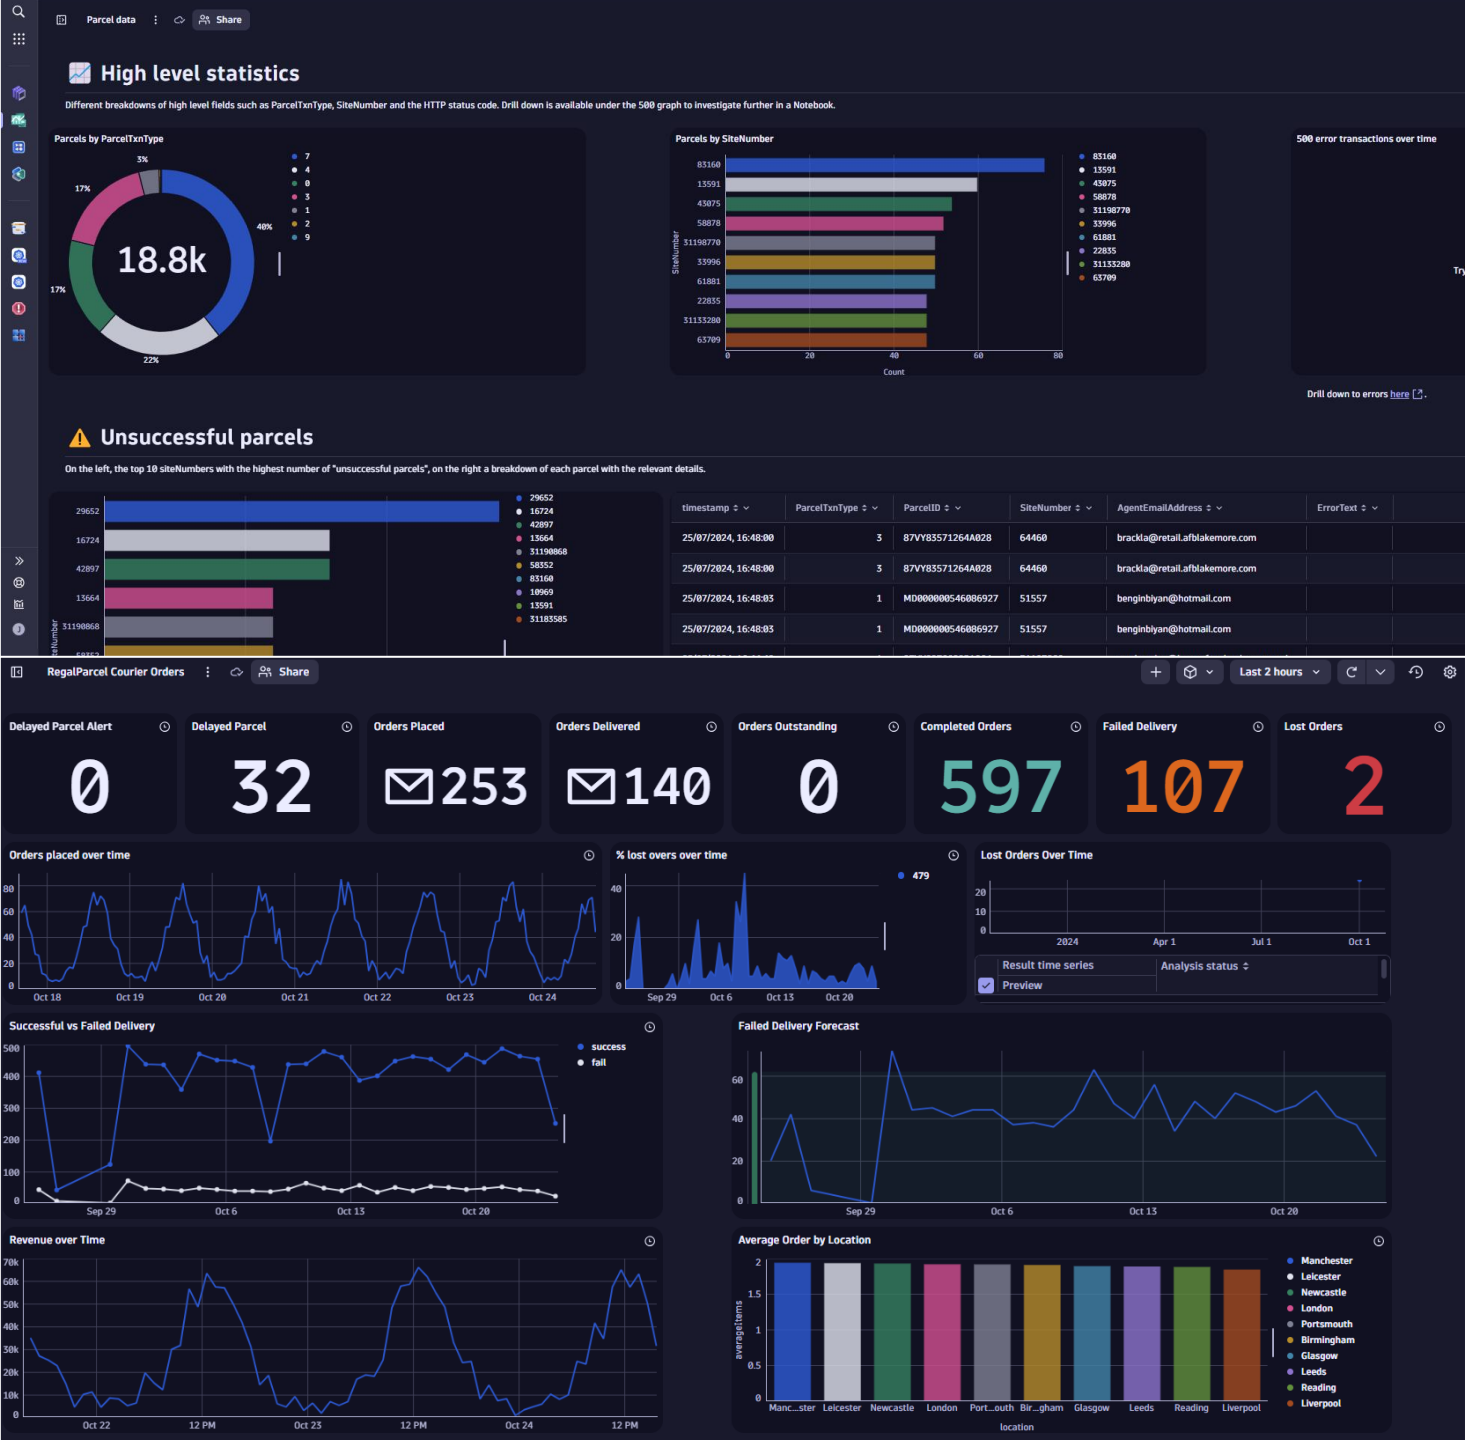 Parcel data
Share
High level statistics
Different breakdowns of high level fields such as ParcelTxnType, SiteNumber and the HTTP status code. Drill down is available under the 500 graph to investigate further in a Notebook.
Parcels by ParcelTxnType
3%
17%
40%
18.8k
17%
22%
7
4
0
3
1
2
9
Parcels by SiteNumber
SiteNumber
83160
13591
43075
58878
31198770
33996
61881
22835
31133280
63709
0 20 40 60 80
Count
83160
13591
43075
58878
31198770
33996
61881
22835
31133280
63709
500 error transactions over time
Try
Drill down to errors here .
Unsuccessful parcels
On the left, the top 10 siteNumbers with the highest number of "unsuccessful parcels", on the right a breakdown of each parcel with the relevant details.
29652
16724
42897
13664
31190868
58352
29652
16724
42897
13664
31190868
58352
83160
10969
13591
31183585
timestamp ParcelTxnType ParcelID SiteNumber AgentEmailAddress ErrorText
25/07/2024, 16:48:00 3 87VY83571264A028 64460 brackla@retail.afblakemore.com
25/07/2024, 16:48:00 3 87VY83571264A028 64460 brackla@retail.afblakemore.com
25/07/2024, 16:48:03 1 MD000000546086927 51557 benginbiyan@hotmail.com
25/07/2024, 16:48:03 1 MD000000546086927 51557 benginbiyan@hotmail.com
RegalParcel Courier Orders
Share
Last 2 hours
Delayed Parcel Alert
0
Delayed Parcel
32
Orders Placed
253
Orders Delivered
140
Orders Outstanding
0
Completed Orders
597
Failed Delivery
107
Lost Orders
2
Orders placed over time
80
60
40
20
0
Oct 18 Oct 19 Oct 20 Oct 21 Oct 22 Oct 23 Oct 24
% lost overs over time
479
40
20
0
Sep 29 Oct 6 Oct 13 Oct 20
Lost Orders Over Time
20
10
0
2024 Apr 1 Jul 1 Oct 1
Result time series Analysis status
Preview
Successful vs Failed Delivery
500
400
300
200
100
0
Sep 29 Oct 6 Oct 13 Oct 20
success
fail
Failed Delivery Forecast
60
40
20
0
Sep 29 Oct 6 Oct 13 Oct 20
Revenue over Time
70k
60k
50k
40k
30k
20k
10k
0
Oct 22 12 PM Oct 23 12 PM Oct 24 12 PM
Average Order by Location
averageItems
2
1.5
1
0.5
0
Manc...ster Leicester Newcastle London Port...outh Bir...gham Glasgow Leeds Reading Liverpool
location
Manchester
Leicester
Newcastle
London
Portsmouth
Birmingham
Glasgow
Leeds
Reading
Liverpool